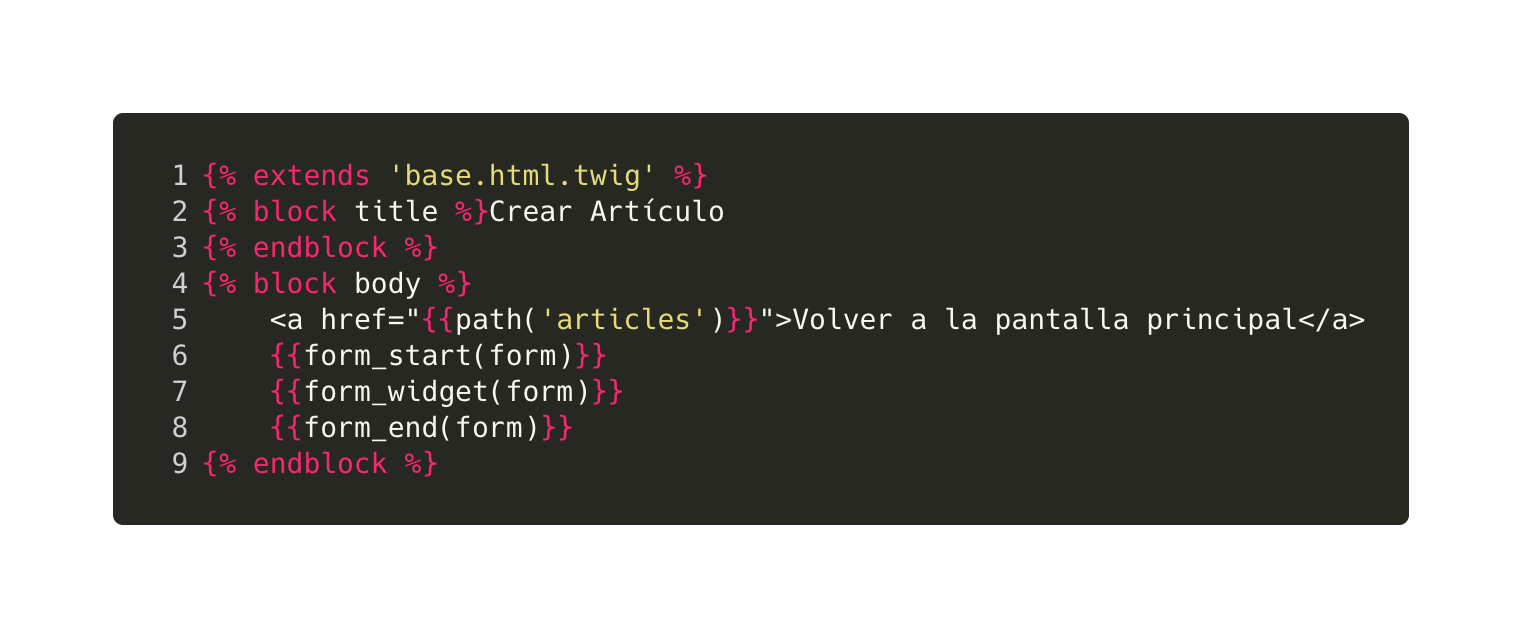 1 {% extends 'base.html.twig' %}
2 {% block title %}Crear Artículo
3 {% endblock %}
4 {% block body %}
5     <a href="{{path('articles')}}">Volver a la pantalla principal</a>
6     {{form_start(form)}}
7     {{form_widget(form)}}
8     {{form_end(form)}}
9 {% endblock %}